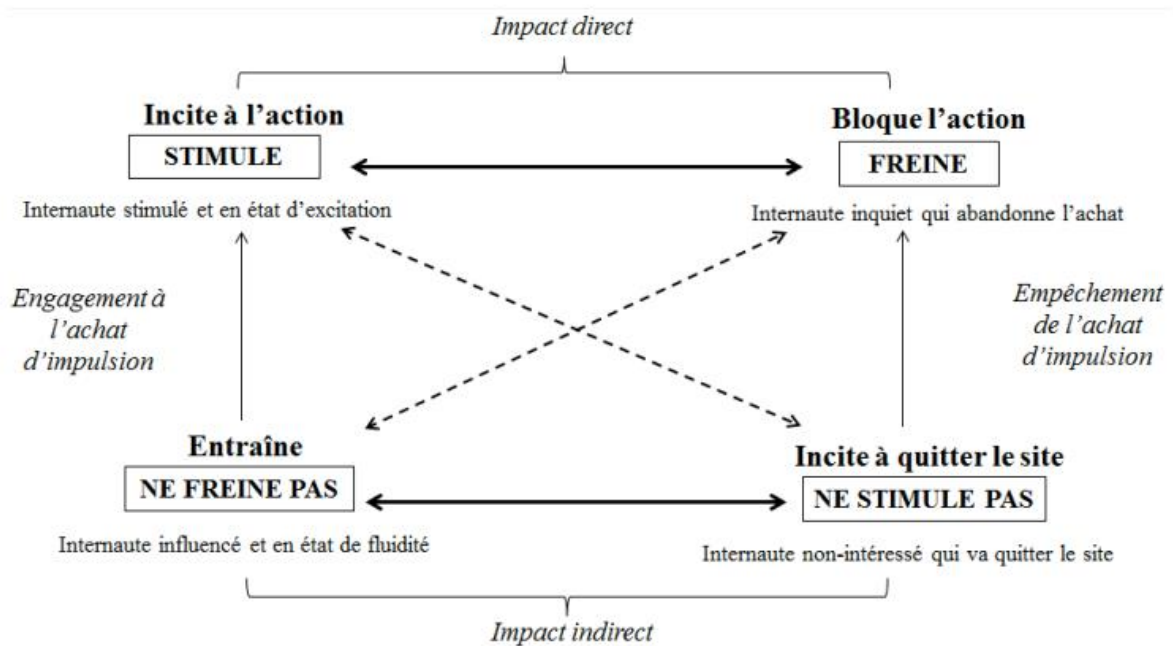 Impact direct
Incite à l'action
Bloque l'action
STIMULE
FREINE
Internaute stimulé et en état d'excitation
Internaute inquiet qui abandonne l'achat
Engagement à
l'achat
d'impulsion
Empêchement
de l'achat
d'impulsion
Entraîne
Incite à quitter le site
NE FREINE PAS
NE STIMULE PAS
Internaute influencé et en état de fluidité
Internaute non-intéressé qui va quitter le site
Impact indirect